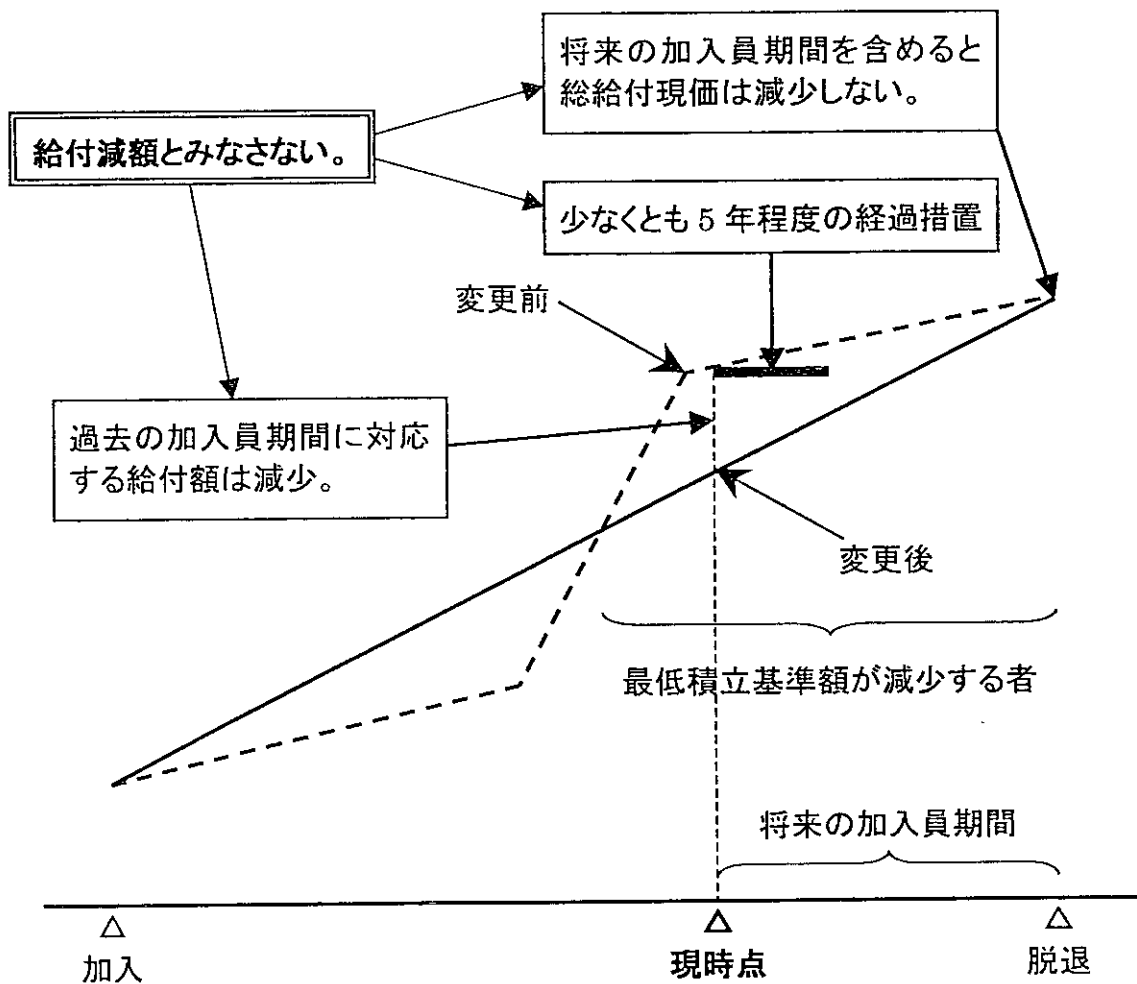 将来の加入員期間を含めると
総給付現価は減少しない。
給付減額とみなさない。
少なくとも5年程度の経過措置
変更前
過去の加入員期間に対応
する給付額は減少。
変更後
最低積立基準額が減少する者
将来の加入員期間
△ △ △
加入 現時点 脱退